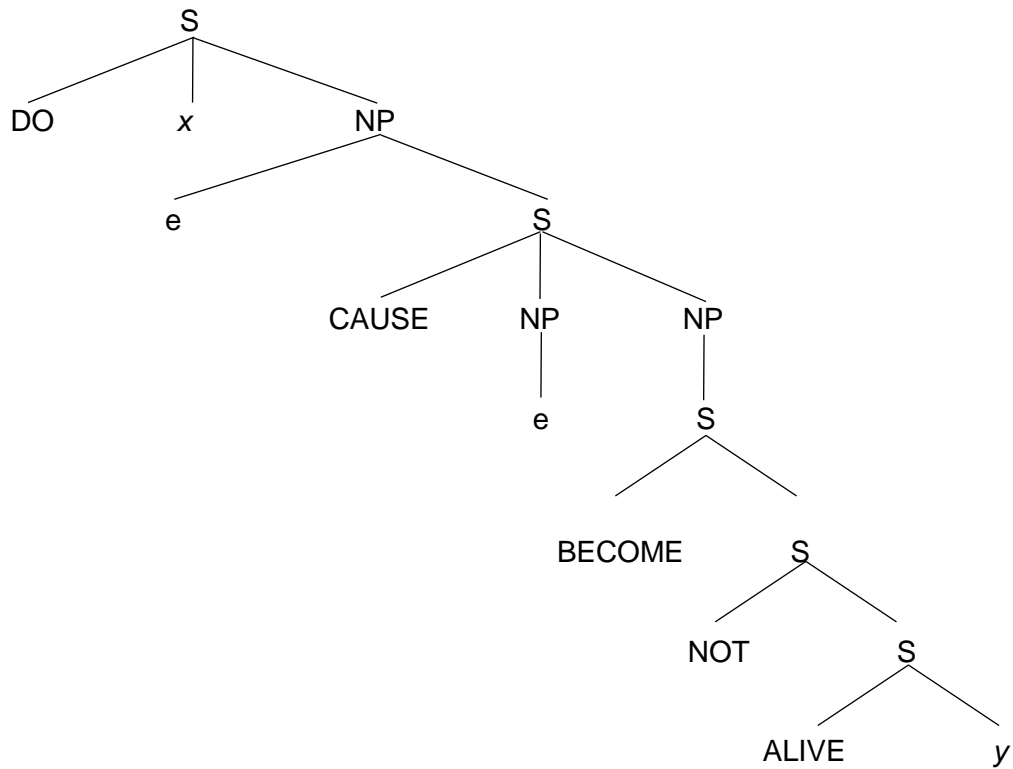 S
DO x NP
e
S
CAUSE NP NP
e S
BECOME S
NOT S
ALIVE y